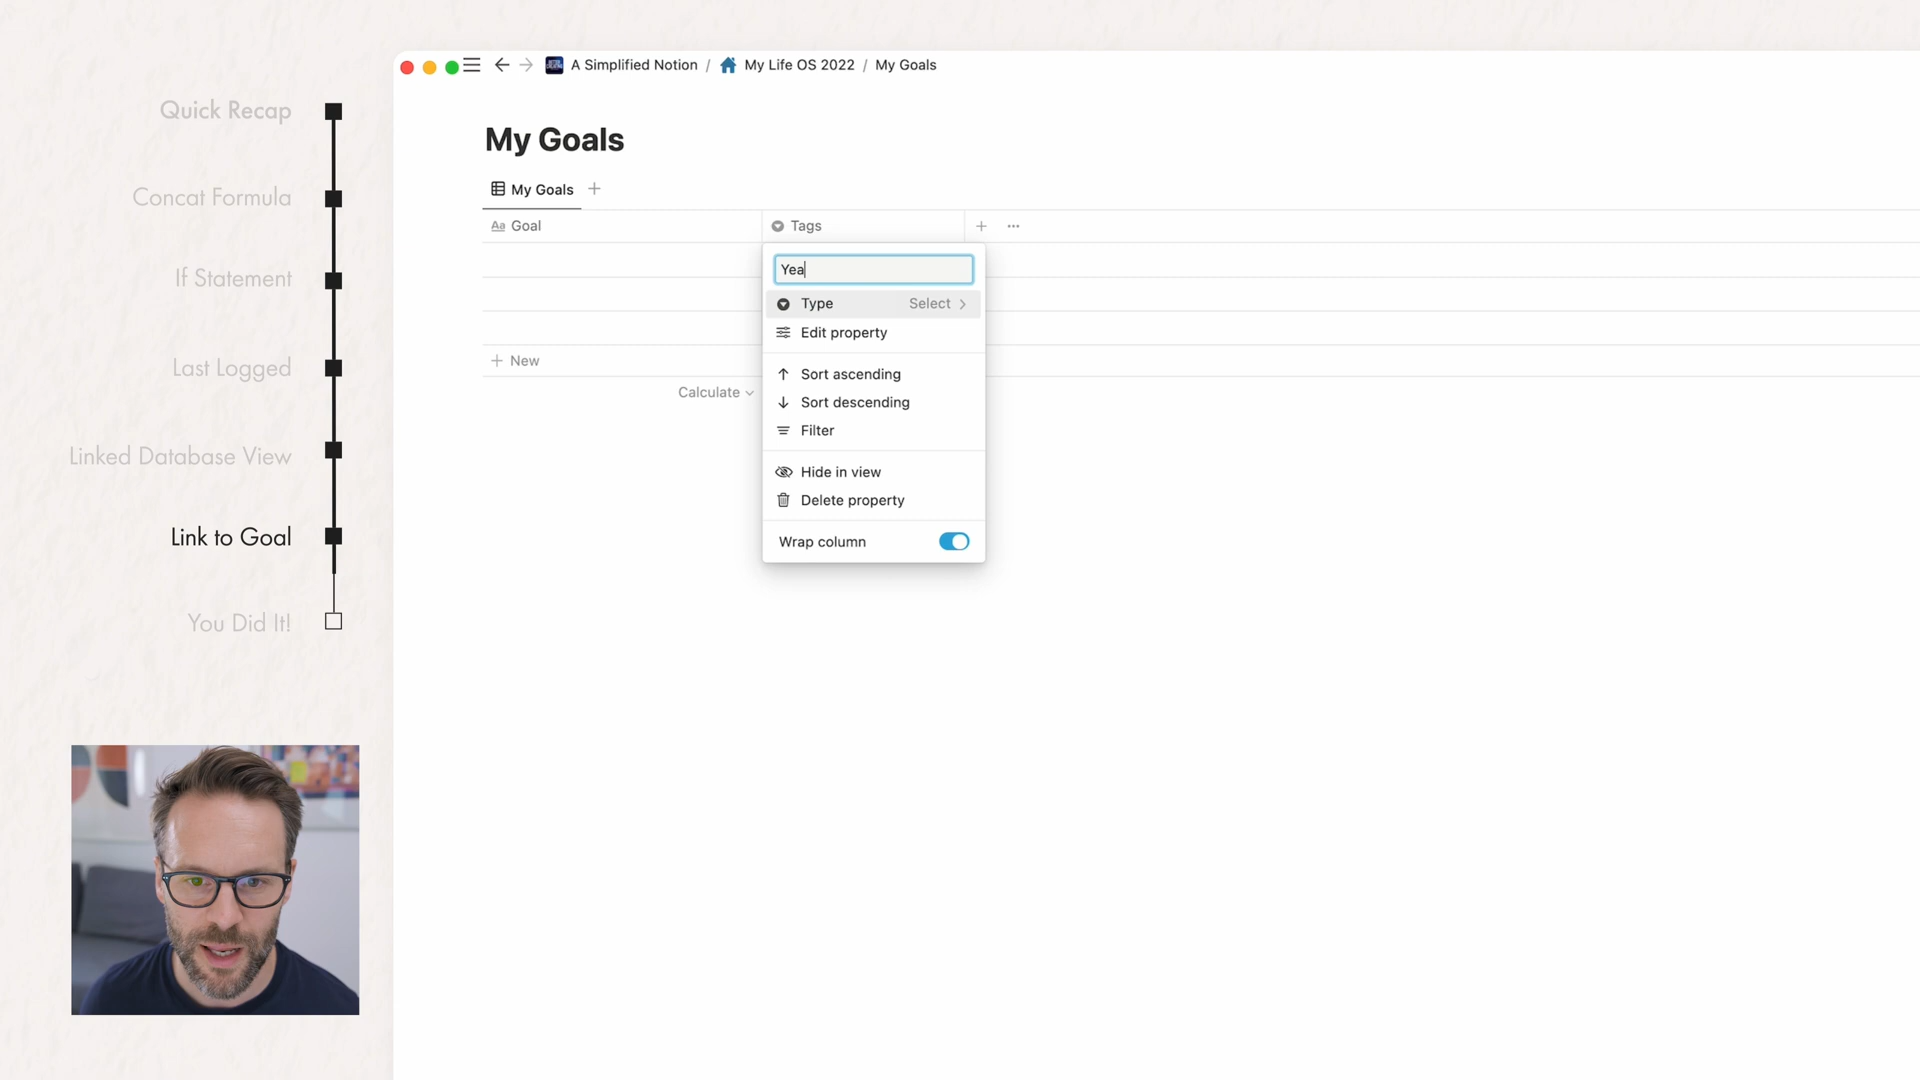 Quick Recap
Concat Formula
If Statement
Last Logged
Linked Database View
Link to Goal
You Did It!
A Simplified Notion / My Life OS 2022 / My Goals
My Goals
My Goals
Aa Goal
Tags
Yea
Type Select
Edit property
Sort ascending
Sort descending
Filter
Hide in view
Delete property
Wrap column
New
Calculate